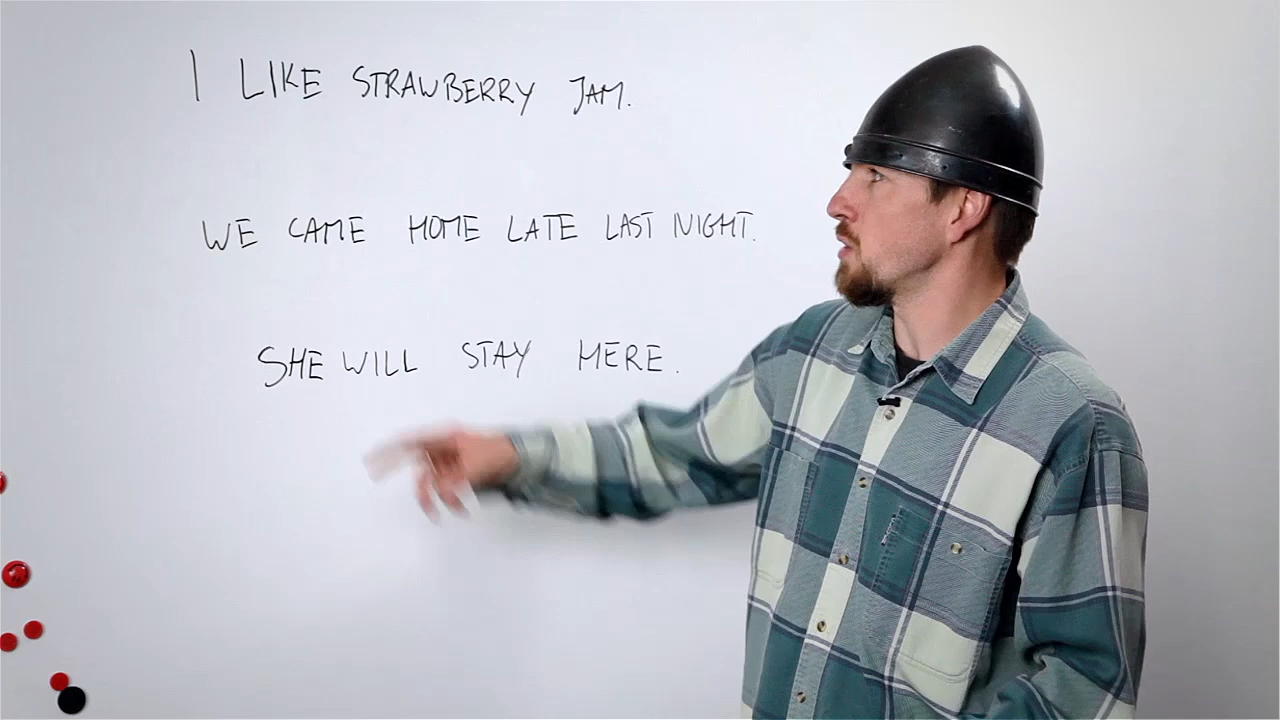 I LIKE STRAWBERRY JAM.
WE CAME HOME LATE LAST NIGHT.
SHE WILL STAY HERE.